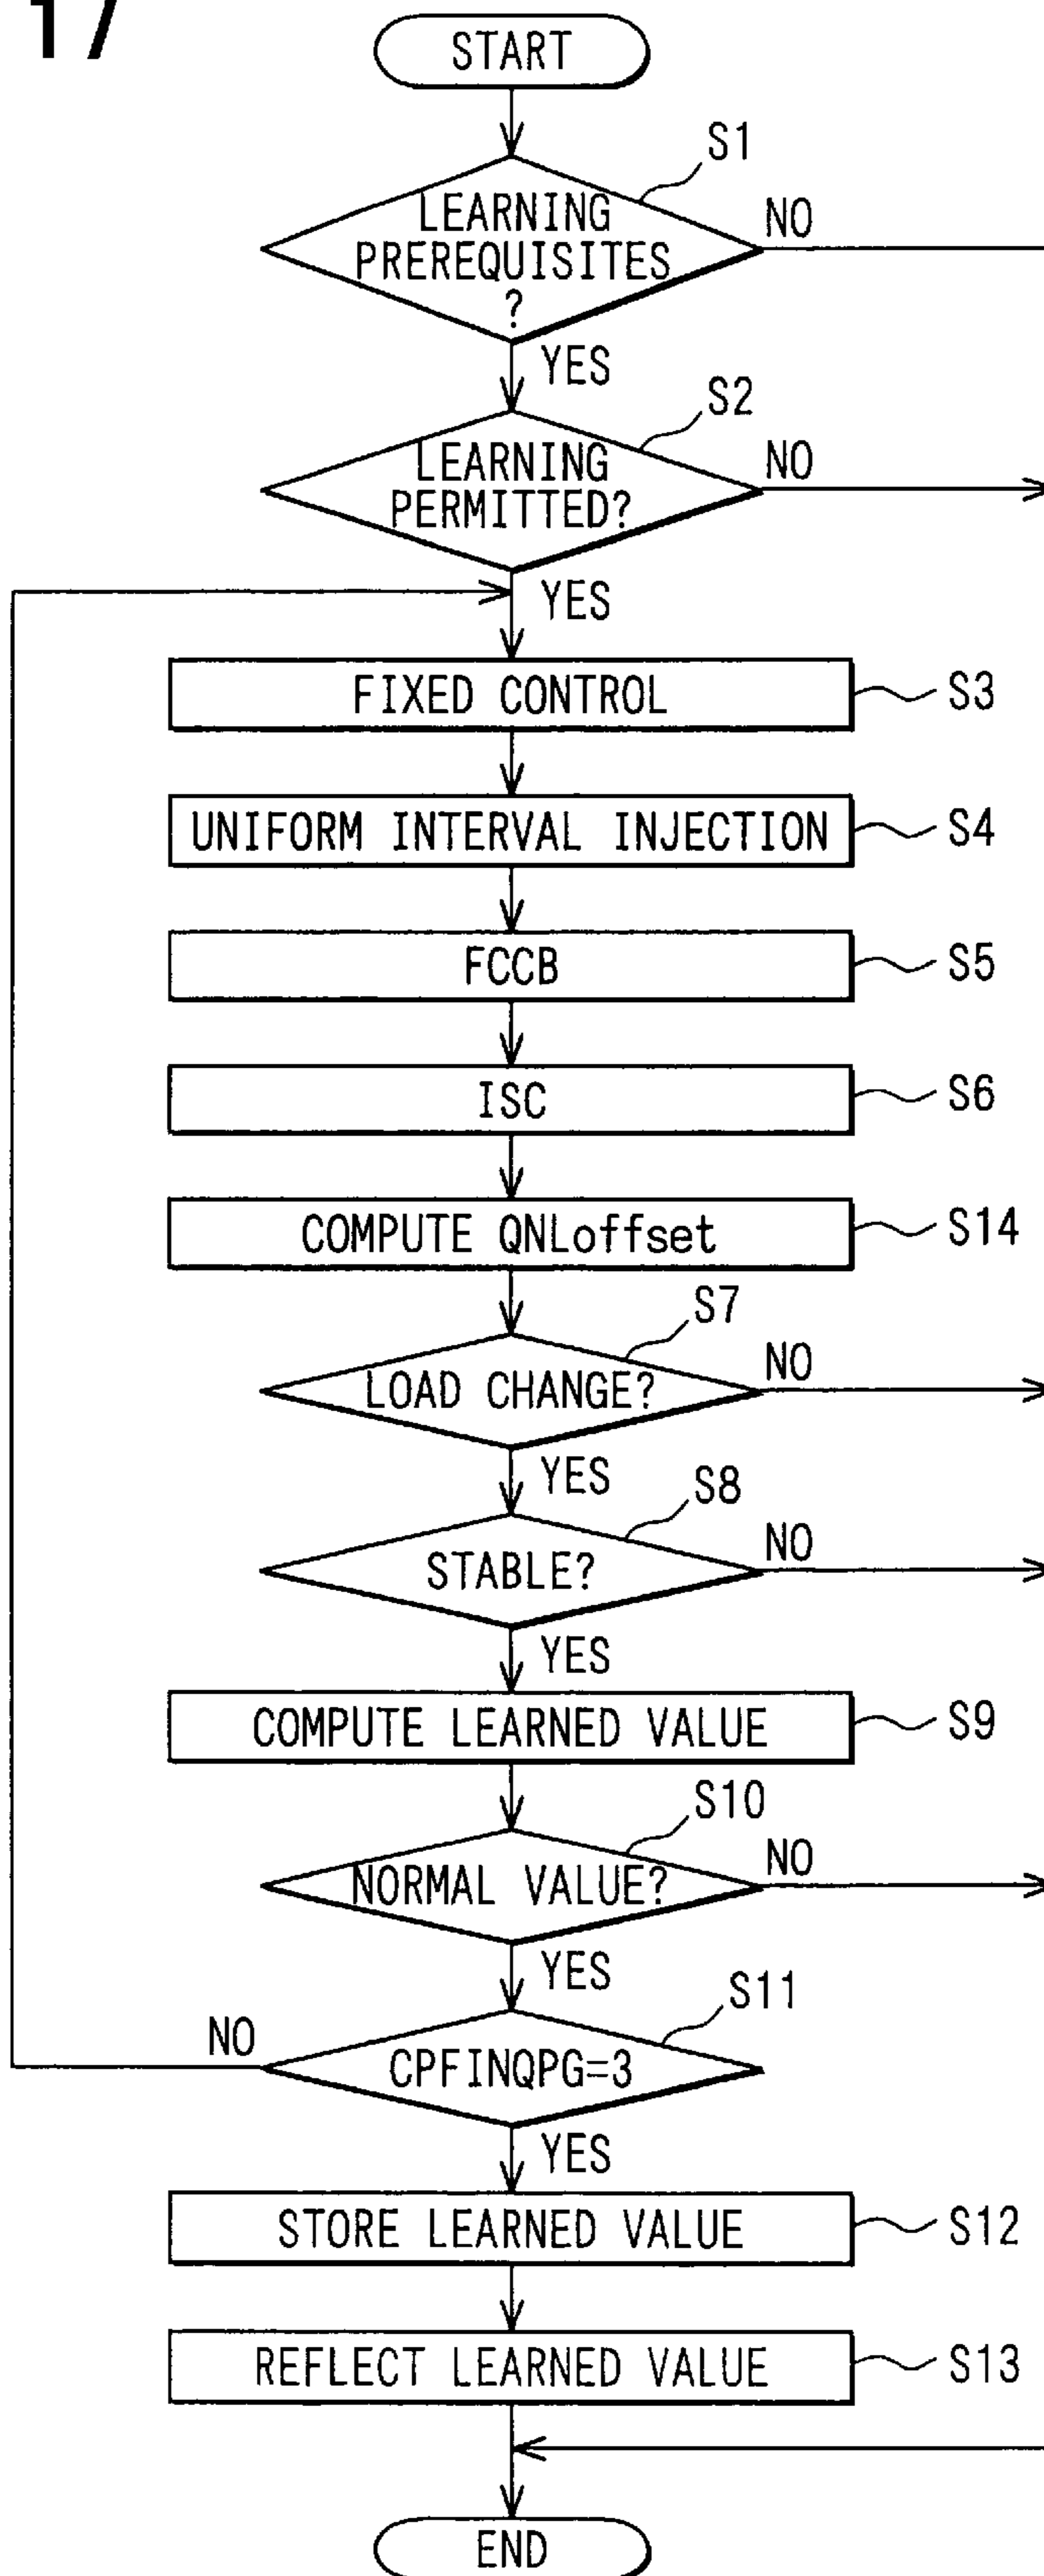 17
START
S1
LEARNING
PREREQUISITES
?
NO
YES
S2
LEARNING
PERMITTED?
NO
YES
FIXED CONTROL
S3
UNIFORM INTERVAL INJECTION
S4
FCCB
S5
ISC
S6
COMPUTE QNLoffset
S14
S7
LOAD CHANGE?
NO
YES
S8
STABLE?
NO
YES
COMPUTE LEARNED VALUE
S9
S10
NORMAL VALUE?
NO
YES
S11
NO
CPFINQPG=3
YES
STORE LEARNED VALUE
S12
REFLECT LEARNED VALUE
S13
END